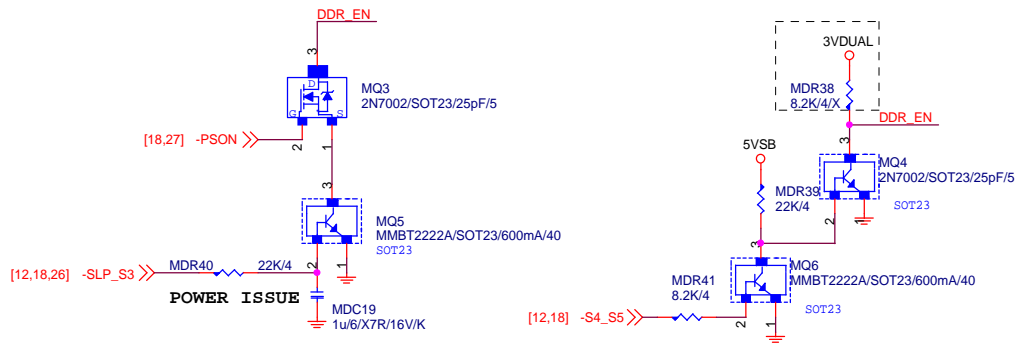 DDR_EN
3
D
G
S
MQ3
2N7002/SOT23/25pF/5
[18,27] -PSON
2
1
3
MQ5
MMBT2222A/SOT23/600mA/40
SOT23
[12,18,26] -SLP_S3
MDR40
22K/4
2
1
POWER ISSUE
MDC19
1u/6/X7R/16V/K
3VDUAL
MDR38
8.2K/4/X
DDR_EN
3
5VSB
MQ4
2N7002/SOT23/25pF/5
MDR39
22K/4
2
1
SOT23
3
MQ6
MMBT2222A/SOT23/600mA/40
MDR41
8.2K/4
SOT23
[12,18] -S4_S5
2
1